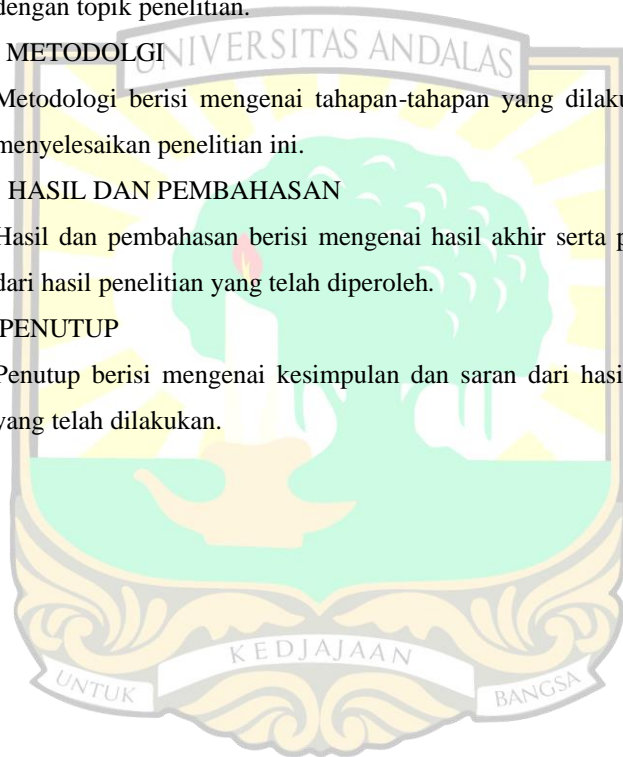 dengan topik penelitian.
UNIVERSITAS ANDALAS
METODOLGI
Metodologi berisi mengenai tahapan-tahapan yang
menyelesaikan penelitian ini.
HASIL DAN PEMBAHASAN
Hasil dan pembahasan berisi mengenai hasil akhir serta
dari hasil penelitian yang telah diperoleh.
PENUTUP
Penutup berisi mengenai kesimpulan dan saran dari
yang telah dilakukan.
KEDJAJAAN
UNTUK
BANGSA